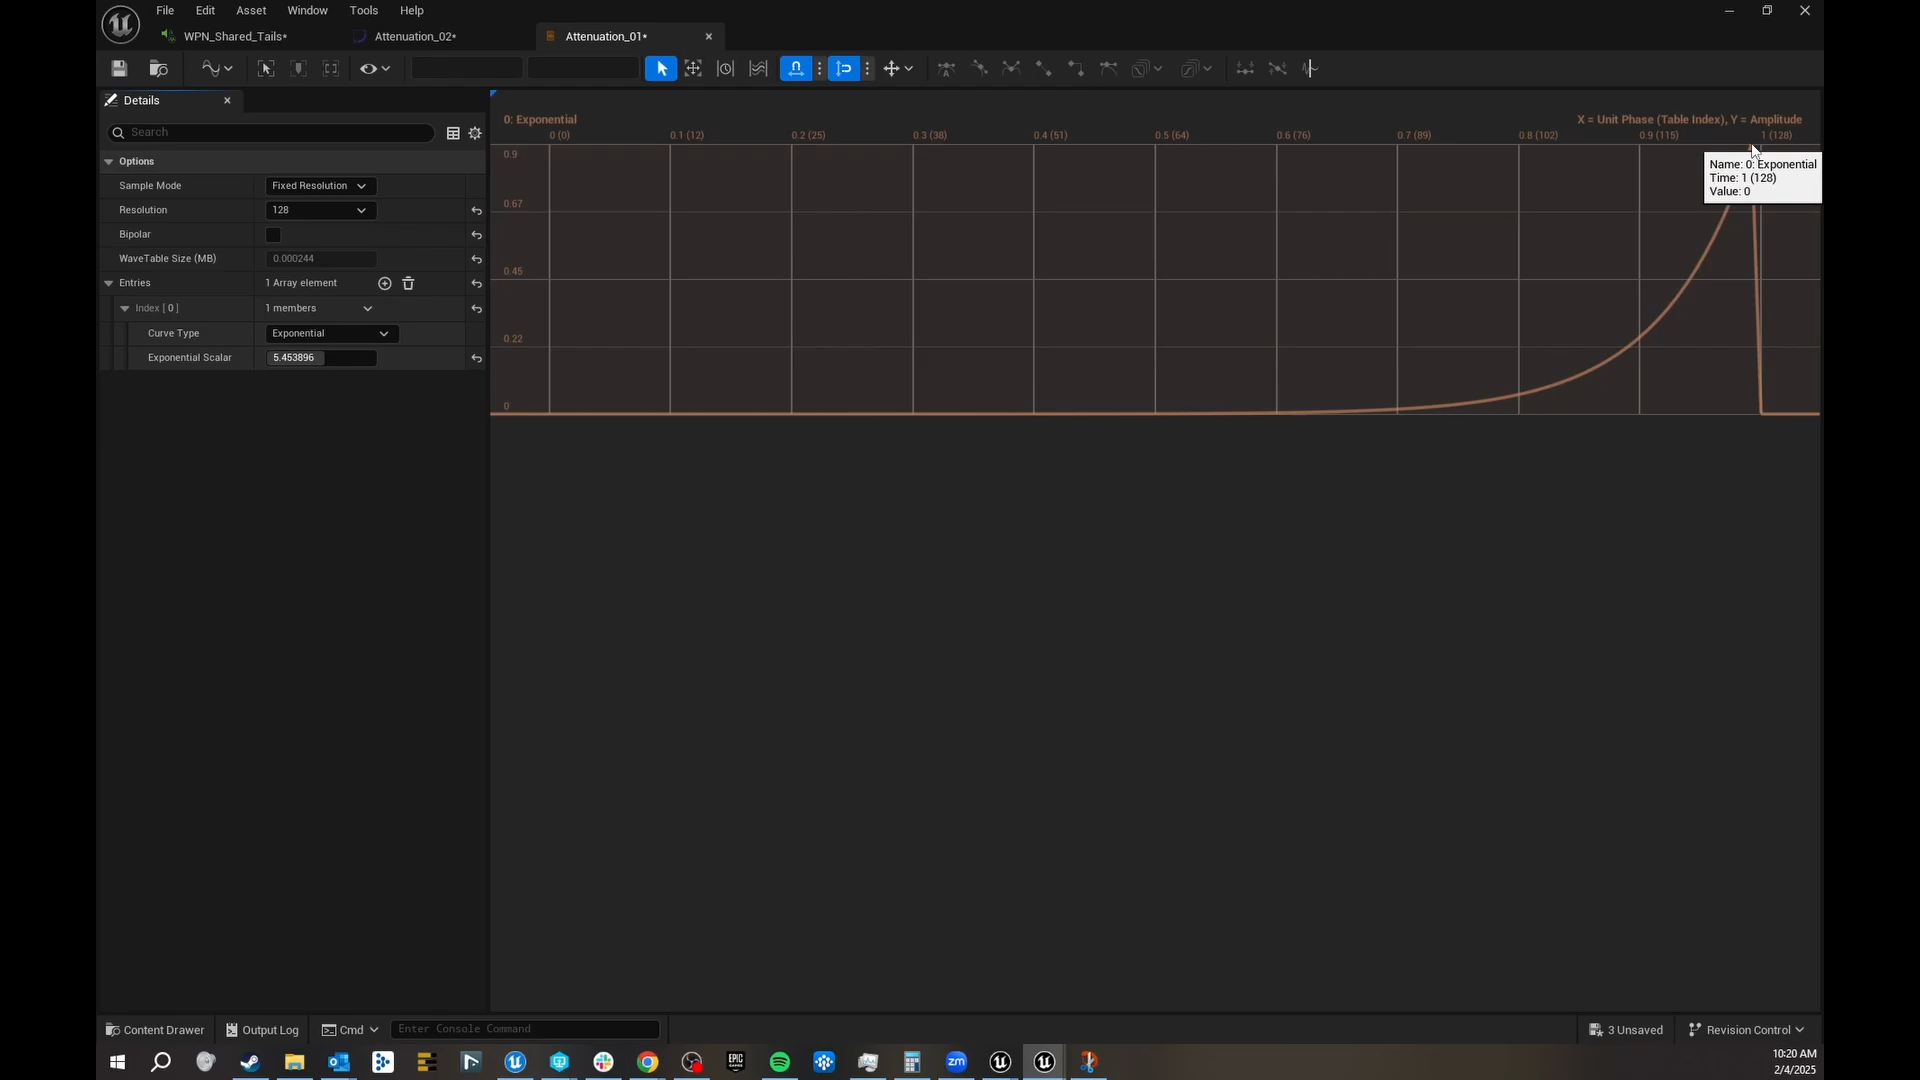 File Edit Asset Window Tools Help
WPN_Shared_Tails* Attenuation_02* Attenuation_01*
Details
Search
Options
Sample Mode Fixed Resolution
Resolution 128
Bipolar
WaveTable Size (MB) 0.000244
Entries 1 Array element
Index [ 0 ] 1 members
Curve Type Exponential
Exponential Scalar 5.453896
0: Exponential X = Unit Phase (Table Index), Y = Amplitude
0 (0) 0.1 (12) 0.2 (25) 0.3 (38) 0.4 (51) 0.5 (64) 0.6 (76) 0.7 (89) 0.8 (102) 0.9 (115) 1 (128)
0.9
0.67
0.45
0.22
0
Name: 0: Exponential
Time: 1 (128)
Value: 0
Content Drawer Output Log Cmd Enter Console Command 3 Unsaved Revision Control
EPIC GAMES zm
10:20 AM
2/4/2025